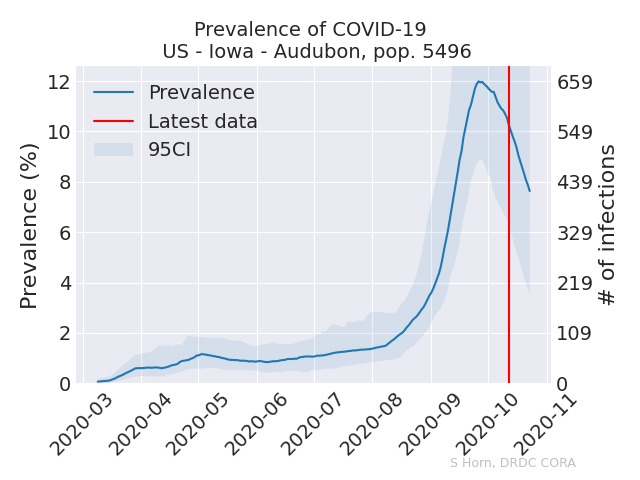 Prevalence of COVID-19
US - Iowa - Audubon, pop. 5496
Prevalence (%)
12
10
8
6
4
2
0
Prevalence
Latest data
95CI
659
549
439
329
219
109
0
# of infections
2020-03
2020-04
2020-05
2020-06
2020-07
2020-08
2020-09
2020-10
2020-11
S Horn, DRDC CORA